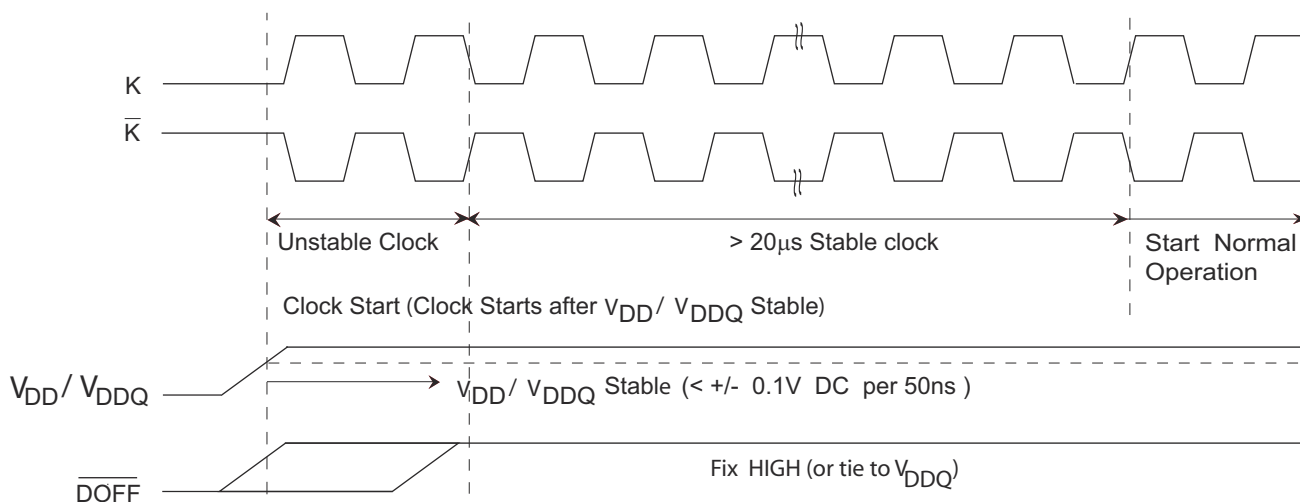 K
K̅
Unstable Clock
> 20μs Stable clock
Start Normal
Operation
Clock Start (Clock Starts after VDD/ VDDQ Stable)
VDD/ VDDQ
VDD/ VDDQ Stable (< +/- 0.1V DC per 50ns )
Fix HIGH (or tie to VDDQ)
D̅O̅F̅F̅